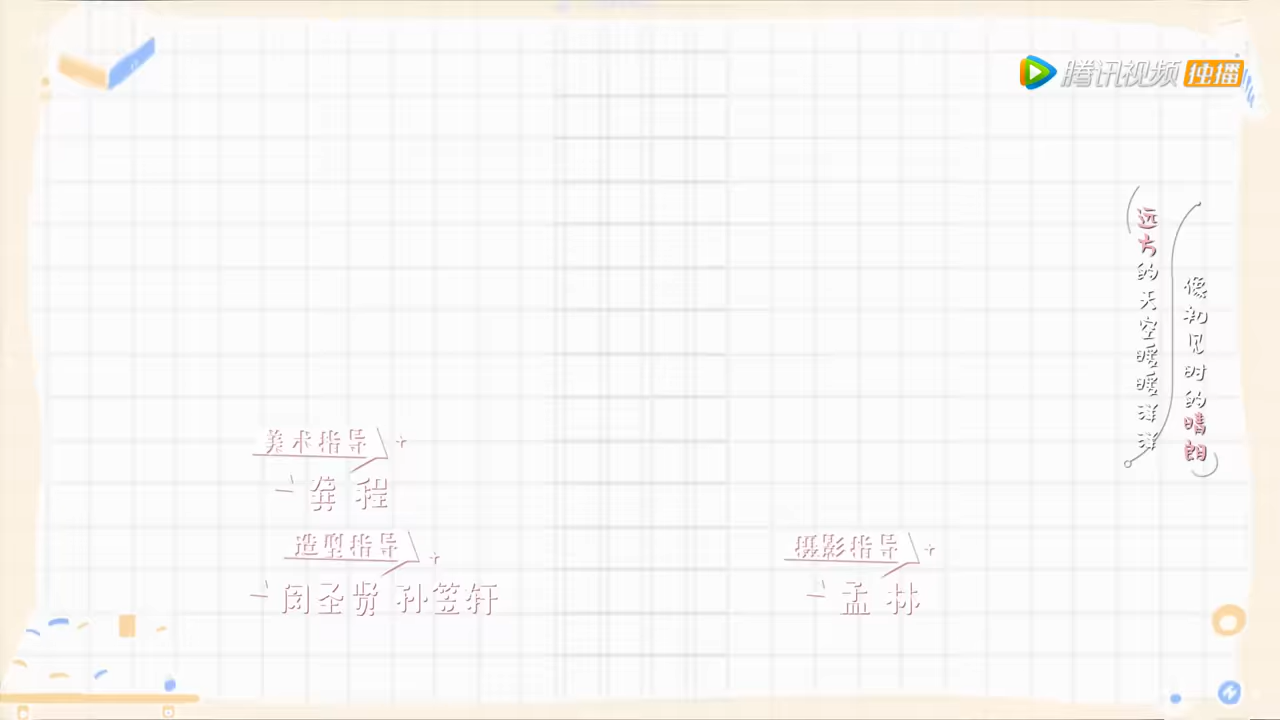 腾讯视频 独播
像初见时的晴朗
远方的天空暖暖洋洋
美术指导
龚 程
造型指导
闵圣贤 孙笠轩
摄影指导
孟 林